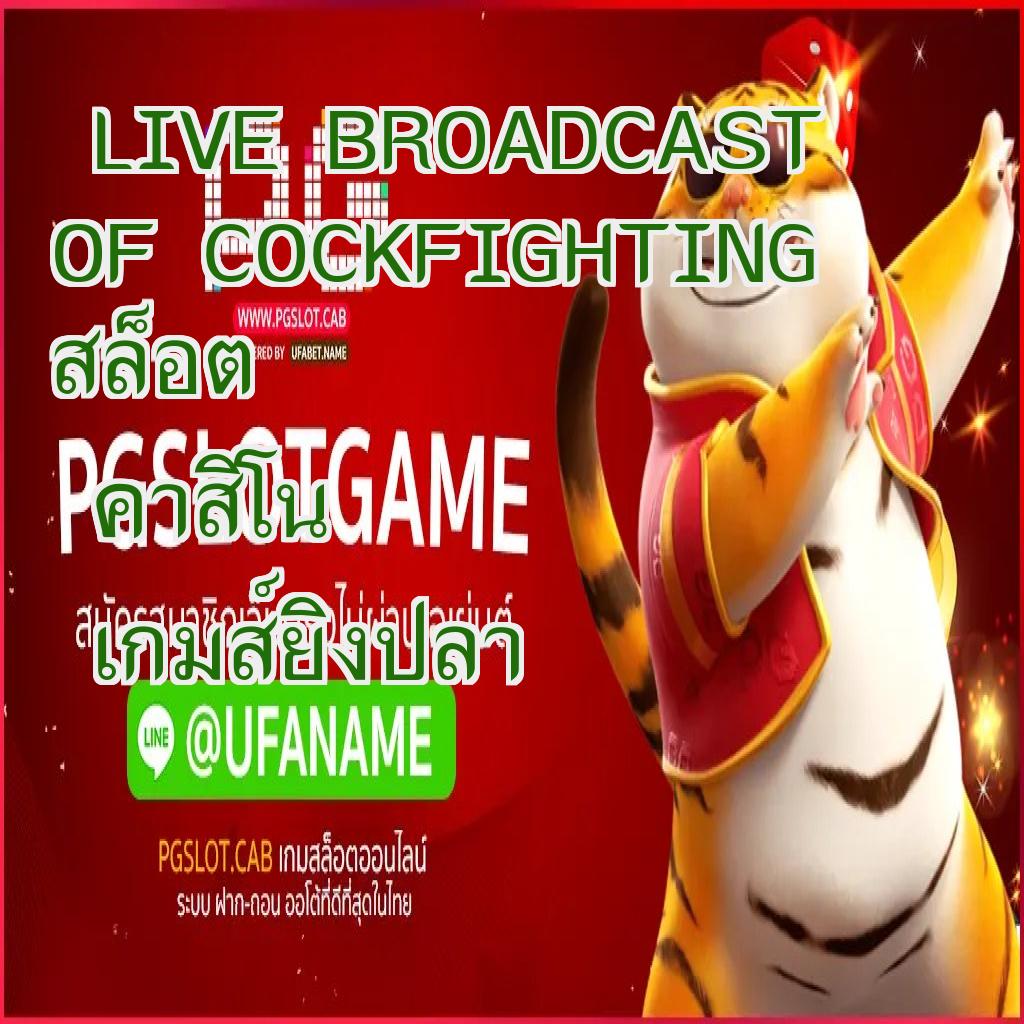 LIVE BROADCAST
OF COCKFIGHTING
WWW.PGSLOT.CAB
BY UFABET.NAME
สล็อต
PGSLOTGAME
คาสิโน
เกมส์ยิงปลา
LINE @UFANAME
PGSLOT.CAB เกมสล็อตออนไลน์
ระบบ ฝาก-ถอน ออโต้ที่ดีที่สุดในไทย